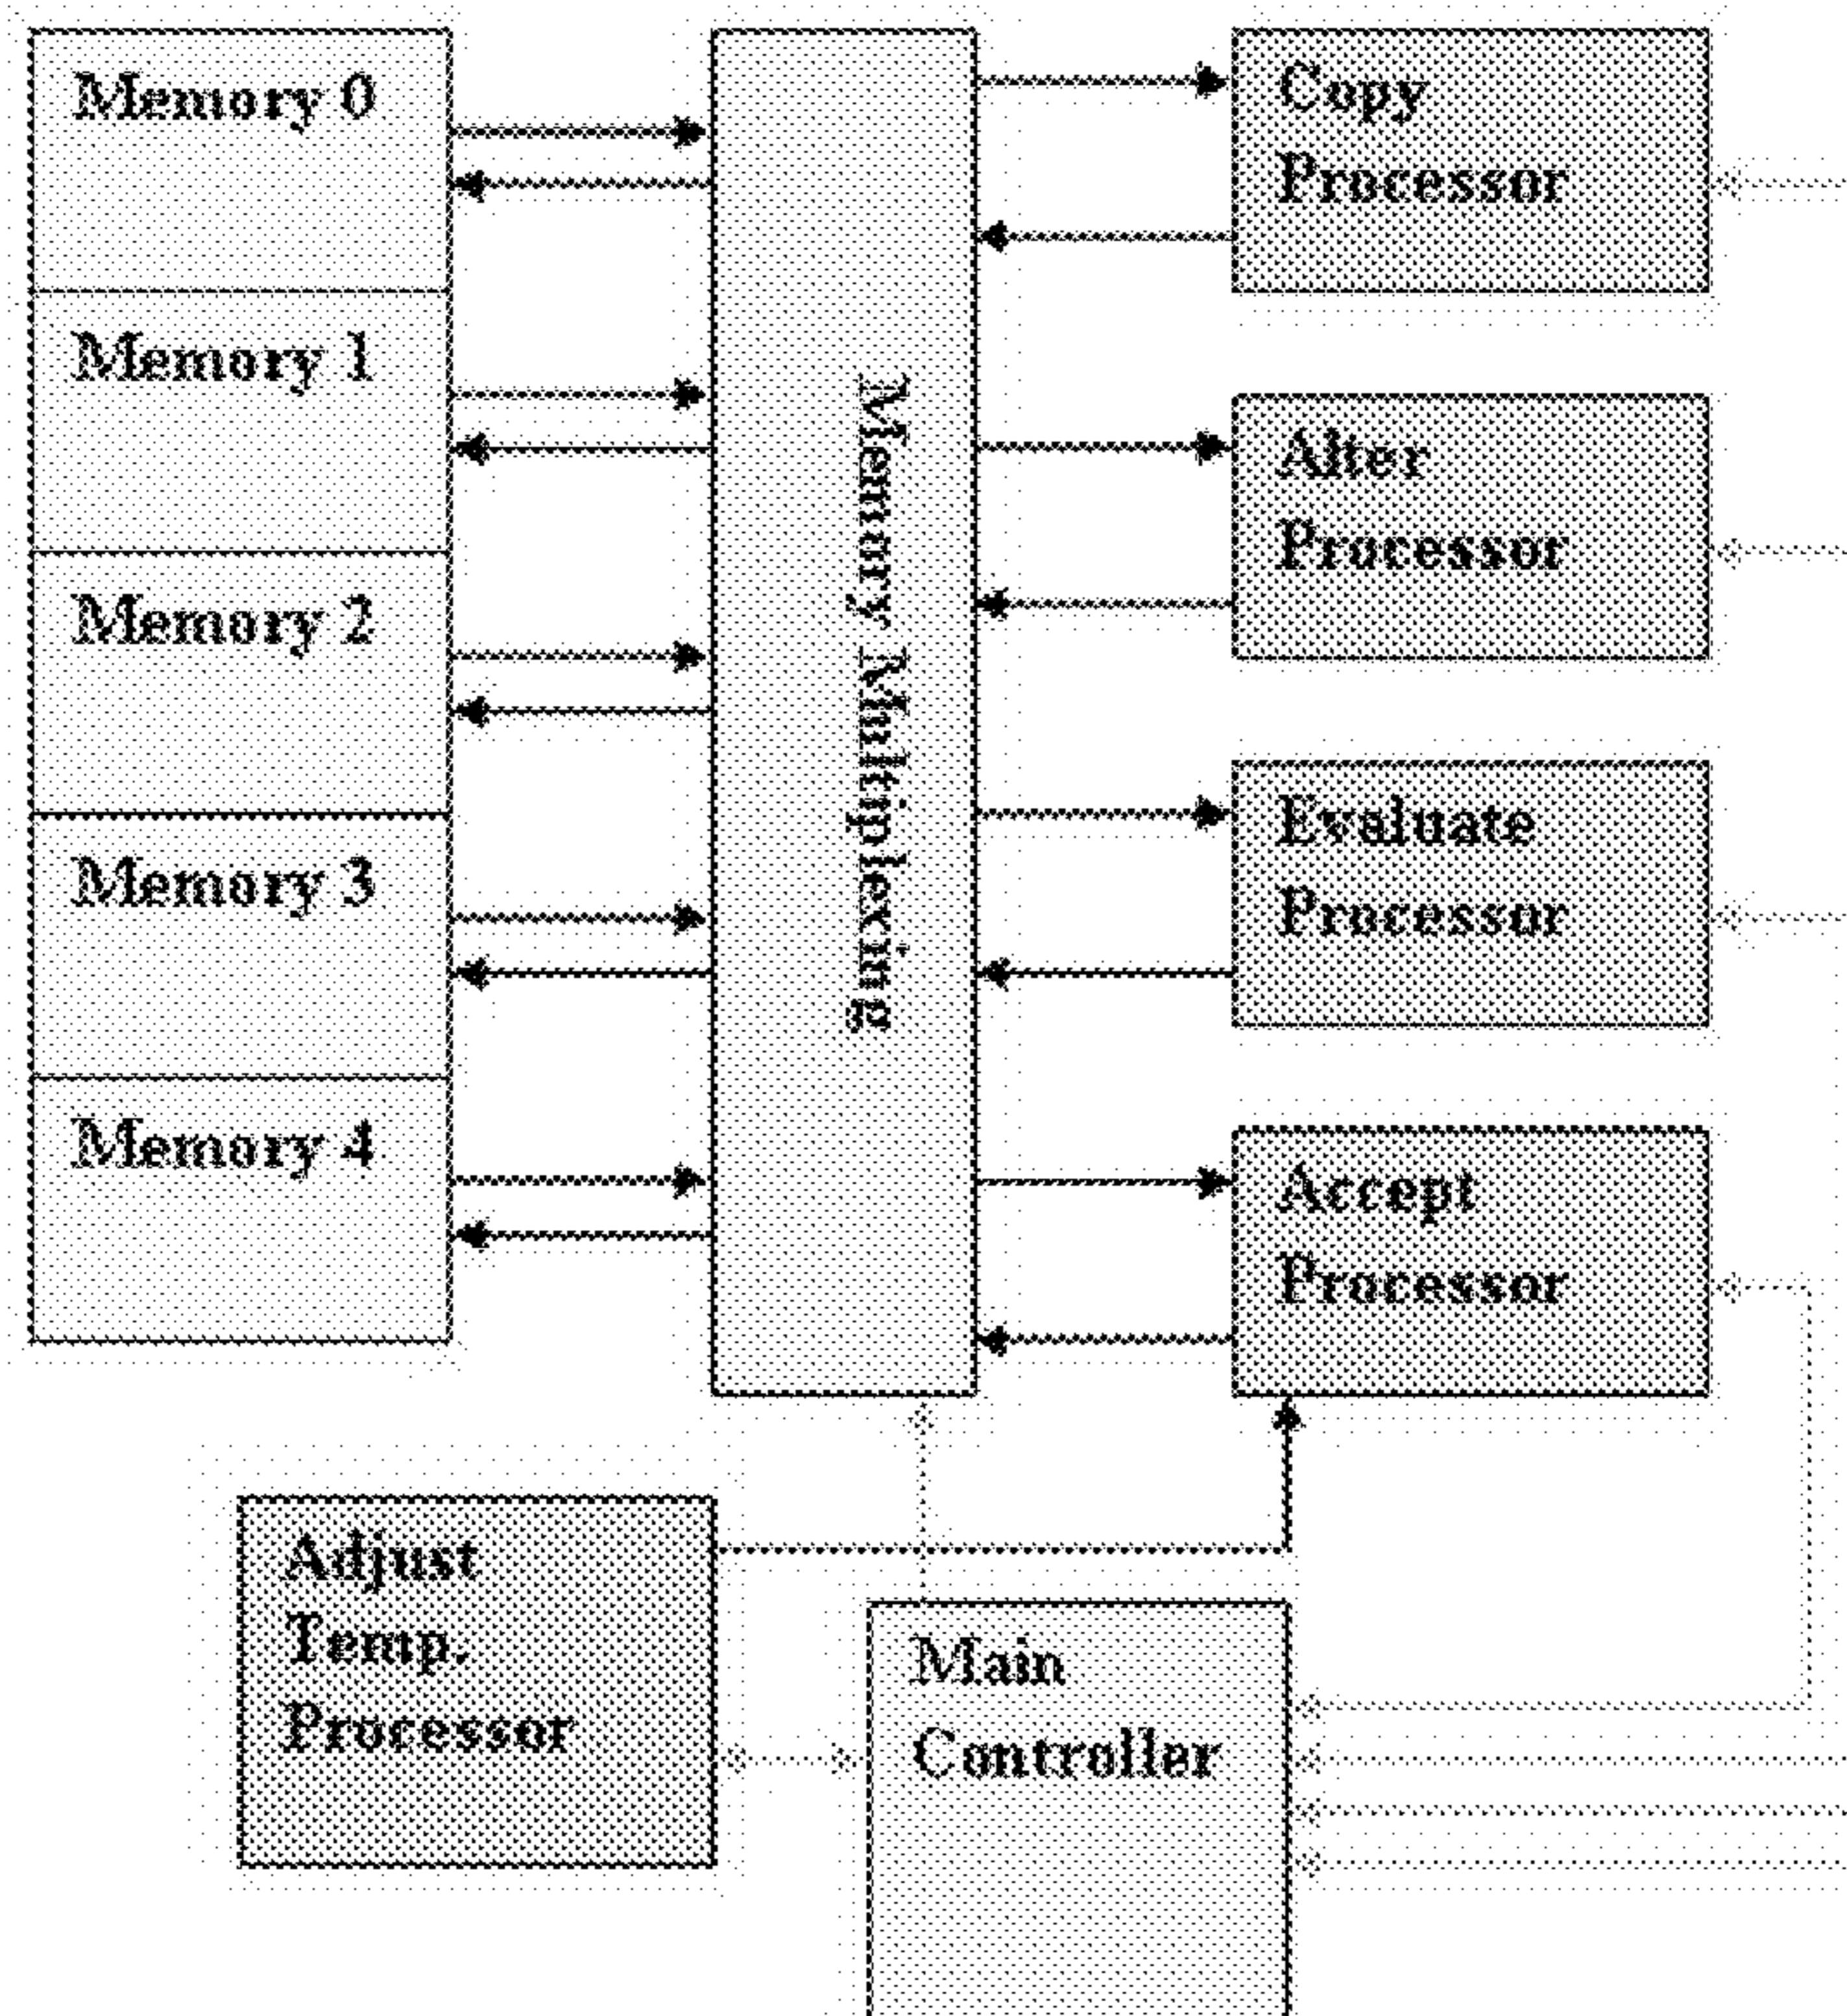 Memory 0
Memory 1
Memory 2
Memory 3
Memory 4
Memory Multiplexing
Copy
Processor
Alter
Processor
Evaluate
Processor
Accept
Processor
Adjust
Temp.
Processor
Main
Controller